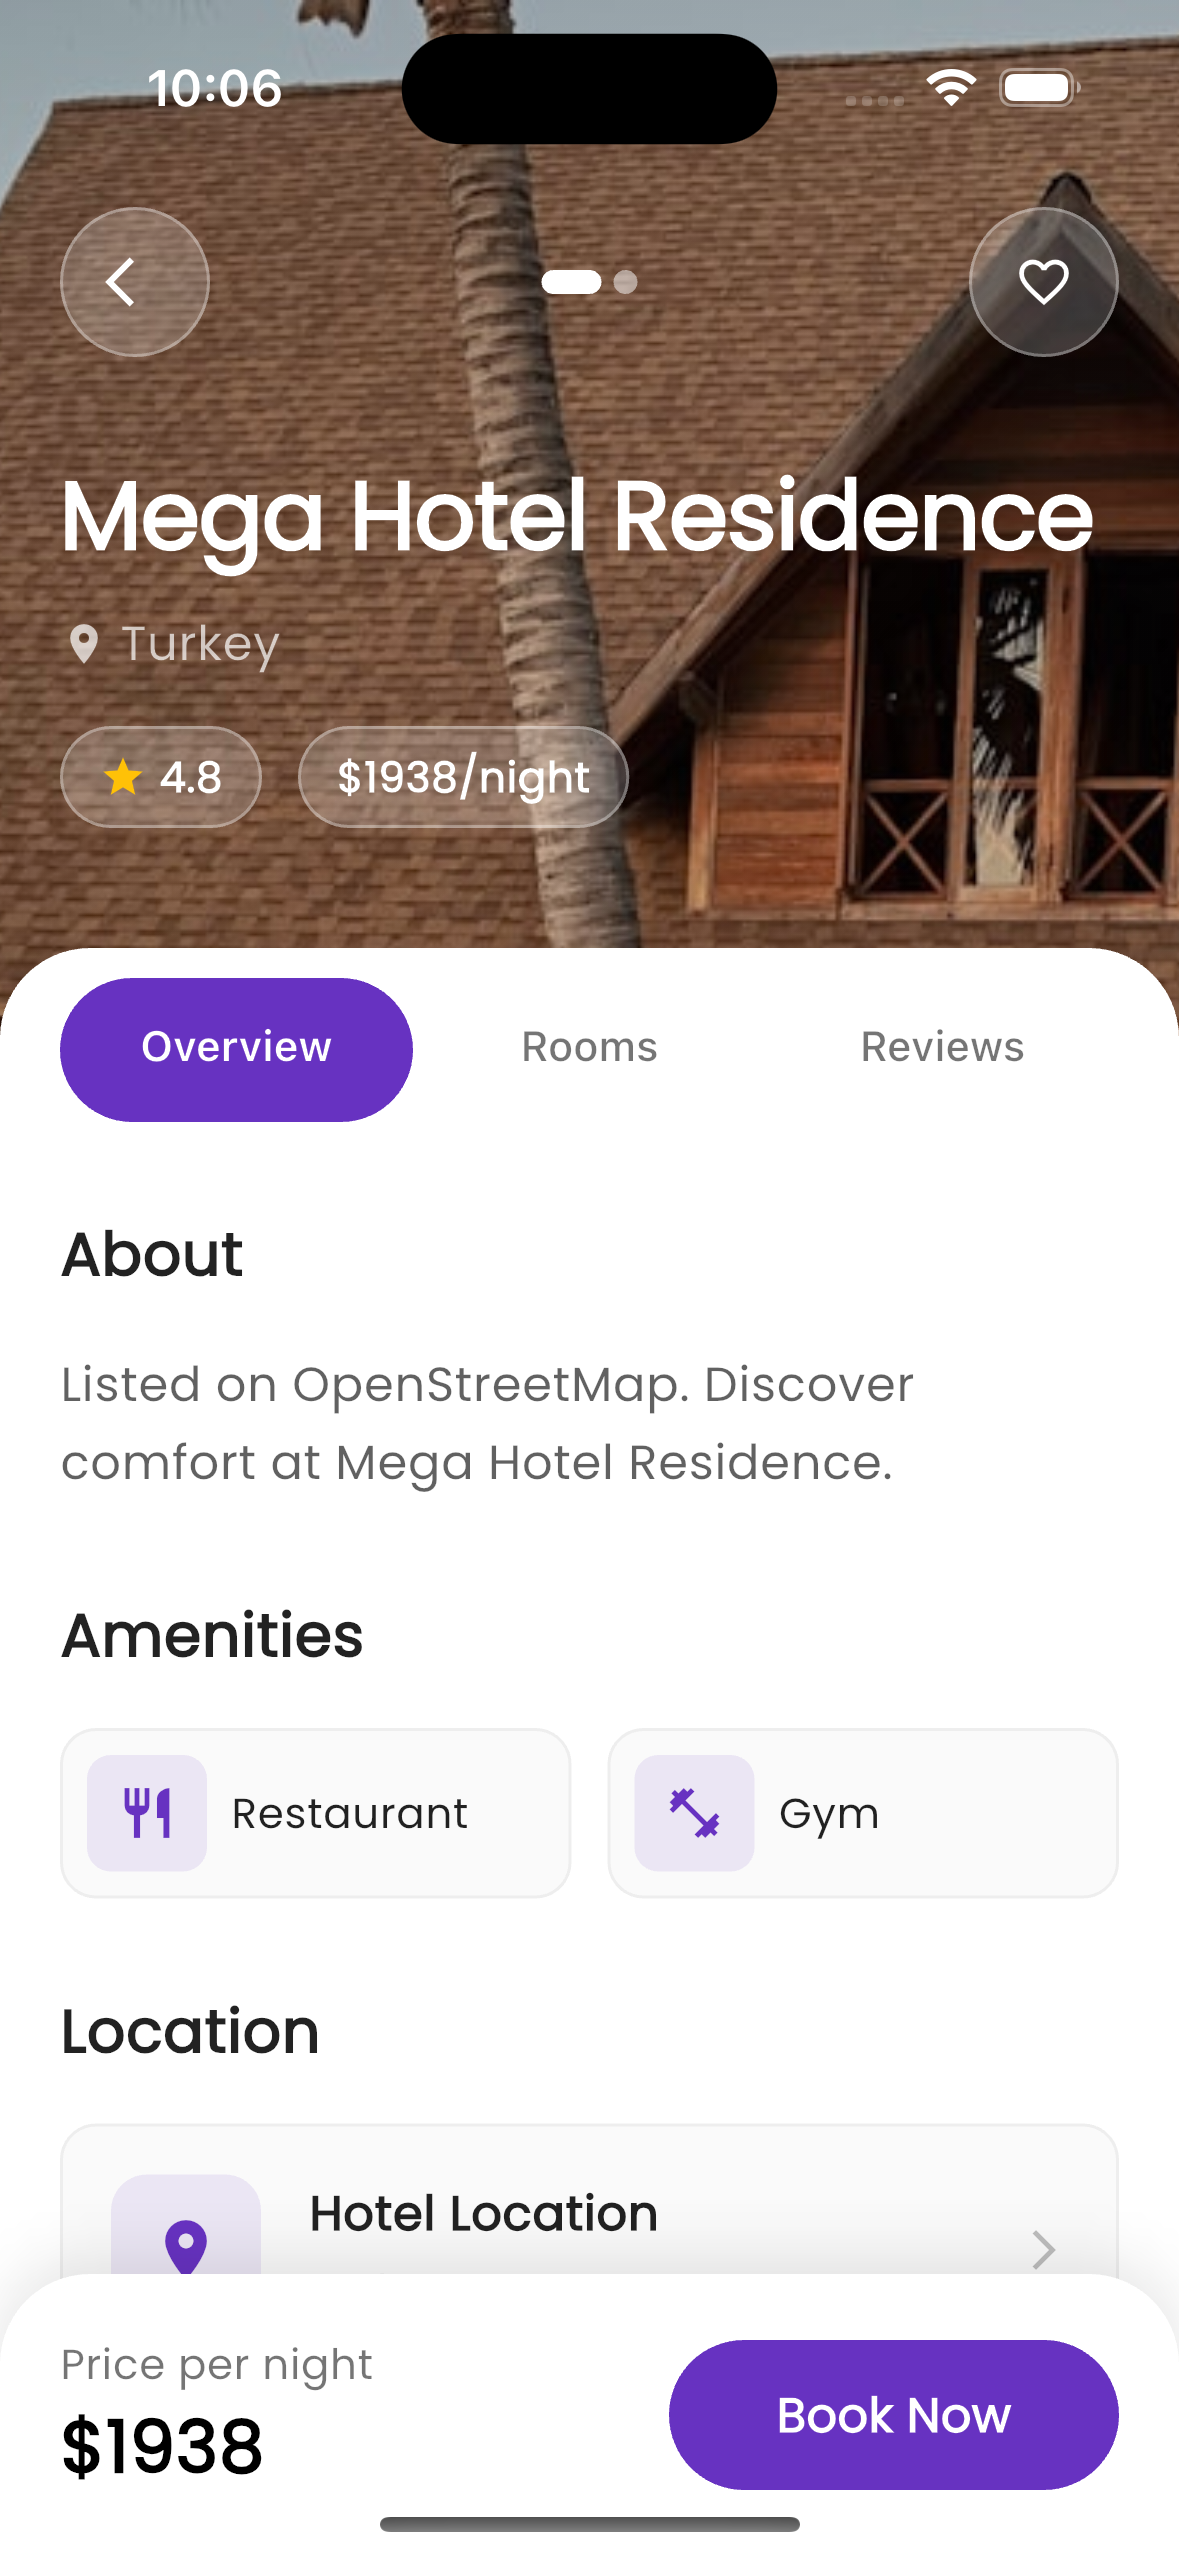 10:06
Mega Hotel Residence
Turkey
4.8
$1938/night
Overview
Rooms
Reviews
About
Listed on OpenStreetMap. Discover
comfort at Mega Hotel Residence.
Amenities
Restaurant
Gym
Location
Hotel Location
Price per night
$1938
Book Now